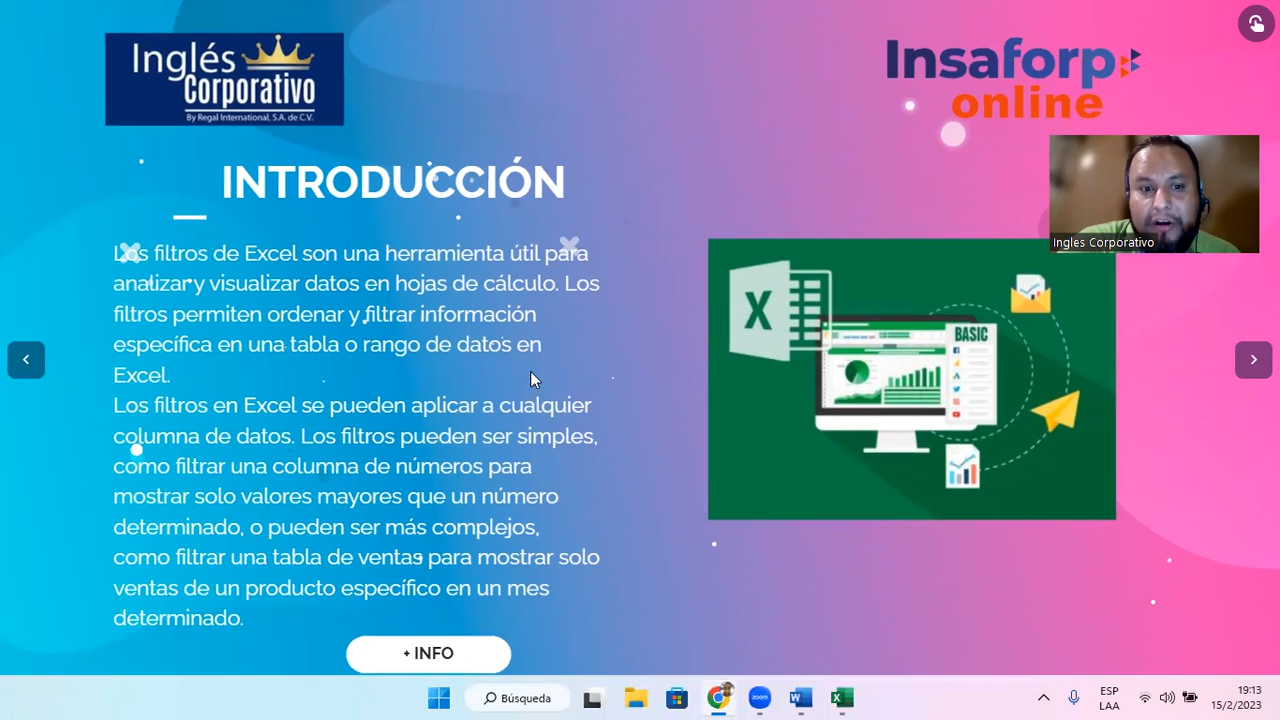 Inglés
Corporativo
By Regal International, S.A. de C.V.
Insaforp
online
INTRODUCCIÓN
Ingles Corporativo
Los filtros de Excel son una herramienta útil para
analizar y visualizar datos en hojas de cálculo. Los
filtros permiten ordenar y filtrar información
específica en una tabla o rango de datos en
Excel.
Los filtros en Excel se pueden aplicar a cualquier
columna de datos. Los filtros pueden ser simples,
como filtrar una columna de números para
mostrar solo valores mayores que un número
determinado, o pueden ser más complejos,
como filtrar una tabla de ventas para mostrar solo
ventas de un producto específico en un mes
determinado.
X
BASIC
+ INFO
Búsqueda
zoom
W
X
ESP
LAA
19:13
15/2/2023